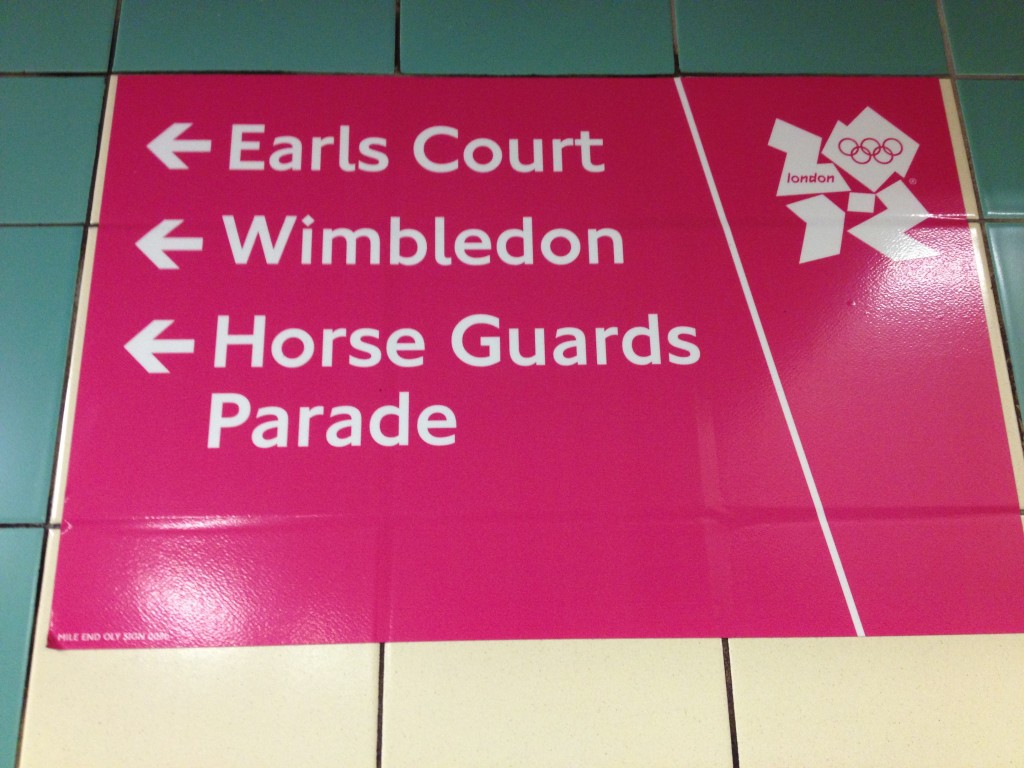 ← Earls Court
← Wimbledon
← Horse Guards
Parade
london
MILE END OLY SIGN